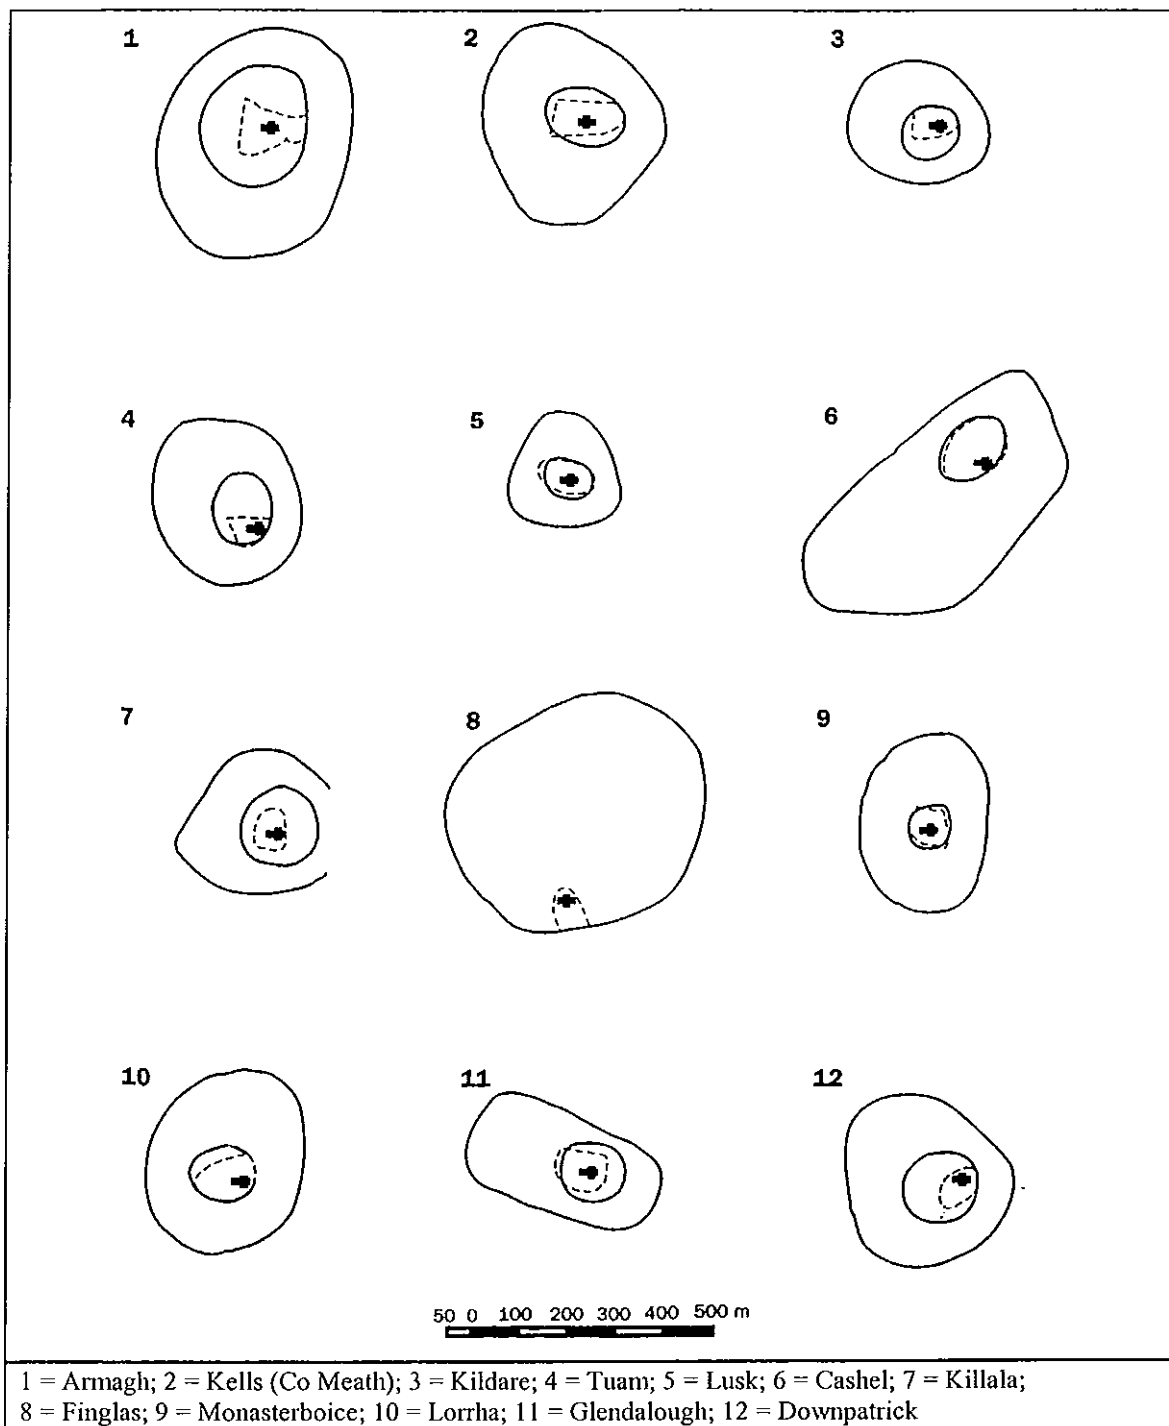 1 2 3
4 5 6
7 8 9
10 11 12
50 0 100 200 300 400 500 m
1 = Armagh; 2 = Kells (Co Meath); 3 = Kildare; 4 = Tuam; 5 = Lusk; 6 = Cashel; 7 = Killala;
8 = Finglas; 9 = Monasterboice; 10 = Lorrha; 11 = Glendalough; 12 = Downpatrick